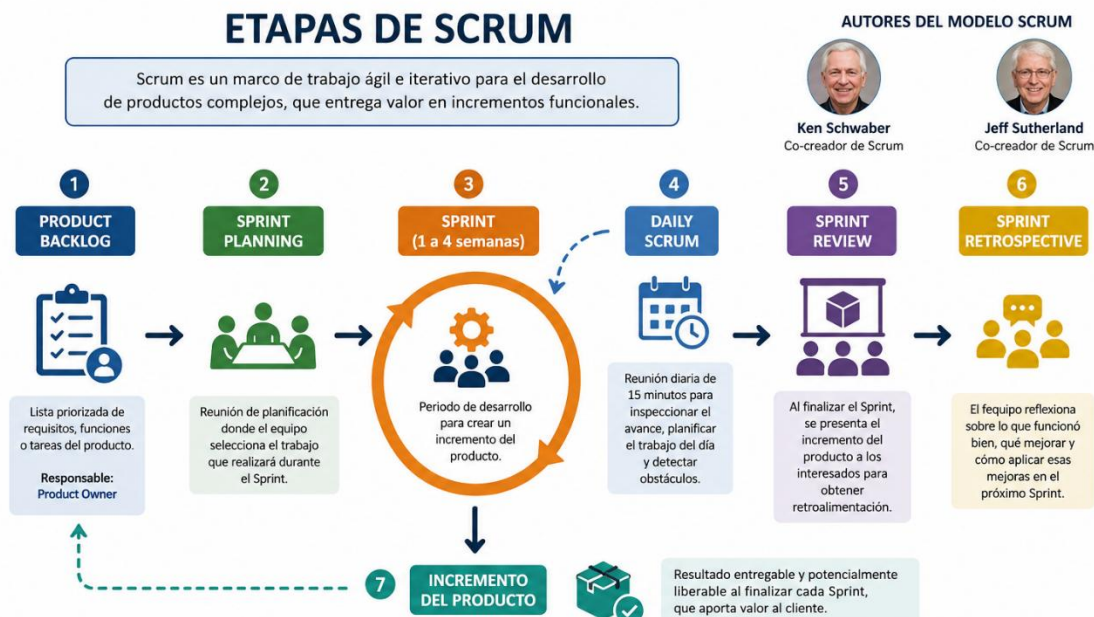 ETAPAS DE SCRUM
Scrum es un marco de trabajo ágil e iterativo para el desarrollo
de productos complejos, que entrega valor en incrementos funcionales.
AUTORES DEL MODELO SCRUM
Ken Schwaber
Co-creador de Scrum
Jeff Sutherland
Co-creador de Scrum
1
PRODUCT
BACKLOG
Lista priorizada de
requisitos, funciones
o tareas del producto.
Responsable:
Product Owner
2
SPRINT
PLANNING
Reunión de planificación
donde el equipo
selecciona el trabajo
que realizará durante
el Sprint.
3
SPRINT
(1 a 4 semanas)
Periodo de desarrollo
para crear un
incremento del
producto.
4
DAILY
SCRUM
Reunión diaria de
15 minutos para
inspeccionar el
avance, planificar
el trabajo del día
y detectar
obstáculos.
5
SPRINT
REVIEW
Al finalizar el Sprint,
se presenta el
incremento del
producto a los
interesados para
obtener
retroalimentación.
6
SPRINT
RETROSPECTIVE
El fequipo reflexiona
sobre lo que funcionó
bien, qué mejorar y
cómo aplicar esas
mejoras en el
próximo Sprint.
7
INCREMENTO
DEL PRODUCTO
Resultado entregable y potencialmente
liberable al finalizar cada Sprint,
que aporta valor al cliente.